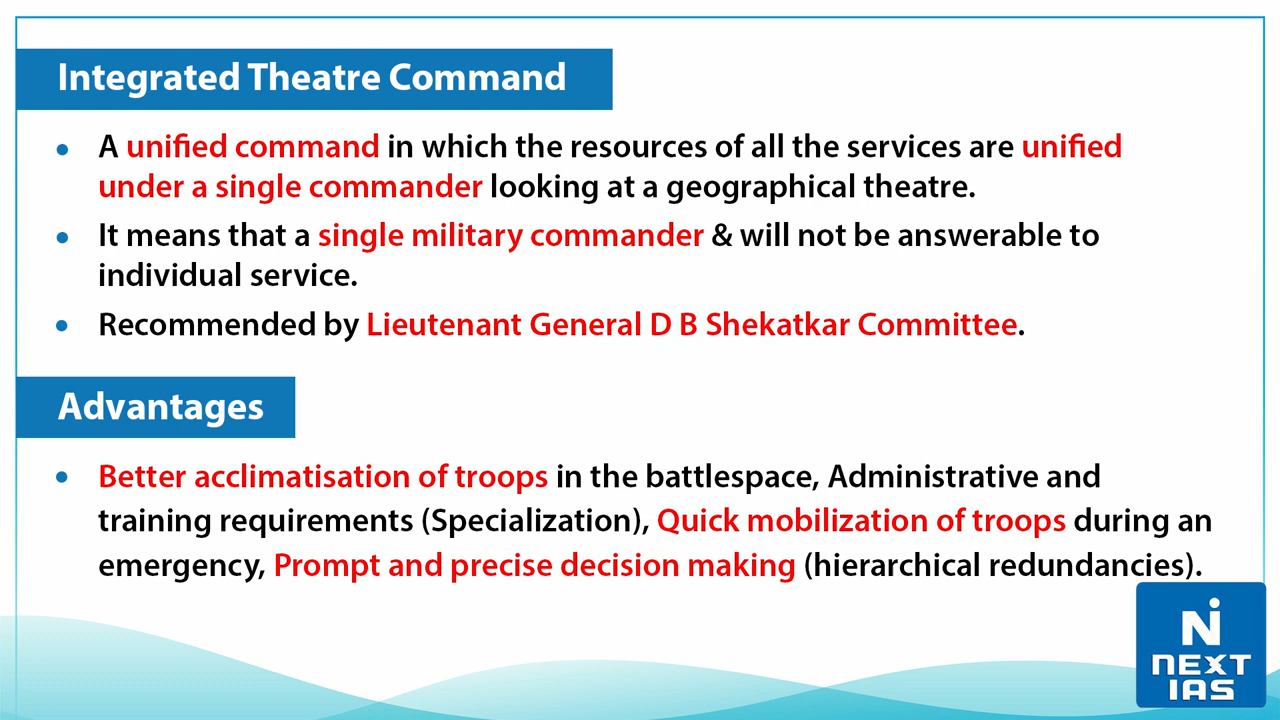 Integrated Theatre Command
• A unified command in which the resources of all the services are unified
under a single commander looking at a geographical theatre.
• It means that a single military commander & will not be answerable to
individual service.
• Recommended by Lieutenant General D B Shekatkar Committee.
Advantages
• Better acclimatisation of troops in the battlespace, Administrative and
training requirements (Specialization), Quick mobilization of troops during an
emergency, Prompt and precise decision making (hierarchical redundancies).
NEXT
IAS